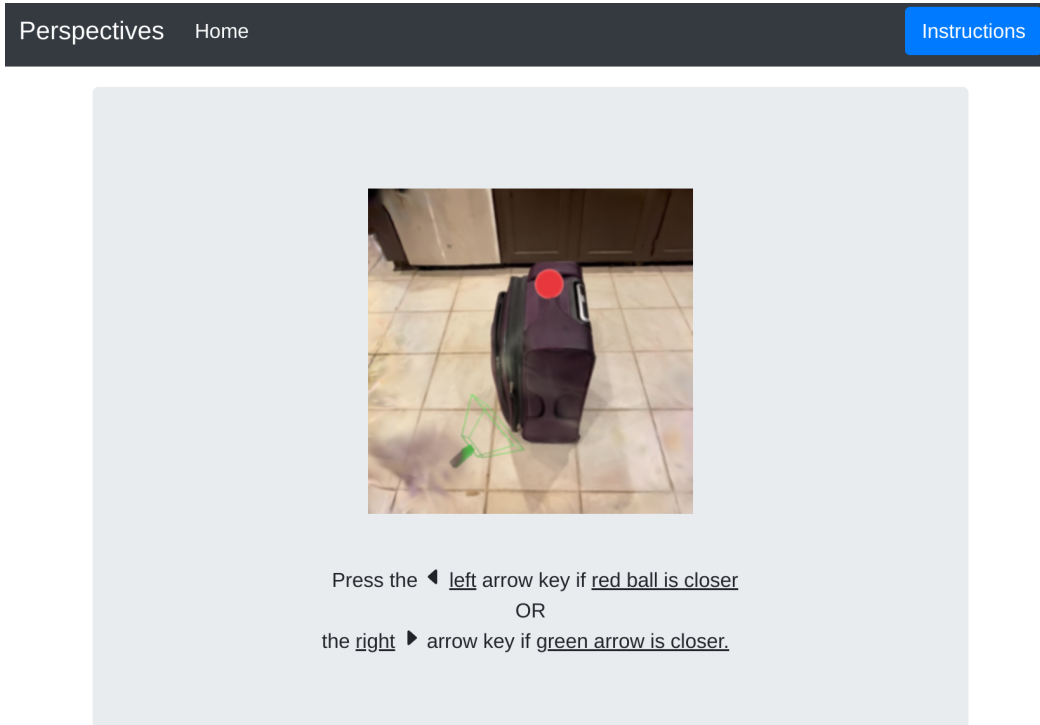 Perspectives Home Instructions
Press the left arrow key if red ball is closer
OR
the right arrow key if green arrow is closer.